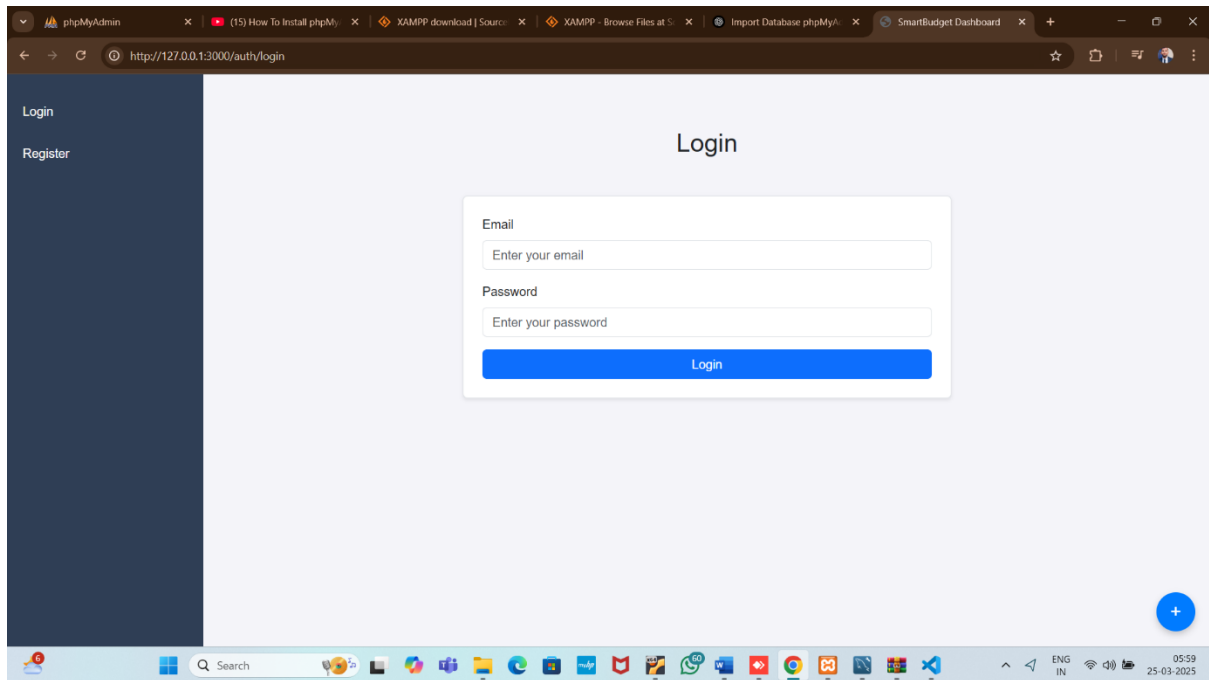 phpMyAdmin
(15) How To Install phpMy
XAMPP download | Source
XAMPP - Browse Files at S
Import Database phpMyA
SmartBudget Dashboard
http://127.0.0.1:3000/auth/login
Login
Register
Login
Email
Enter your email
Password
Enter your password
Login
+
6
Search
mdp
60
ENG
IN
05:59
25-03-2025